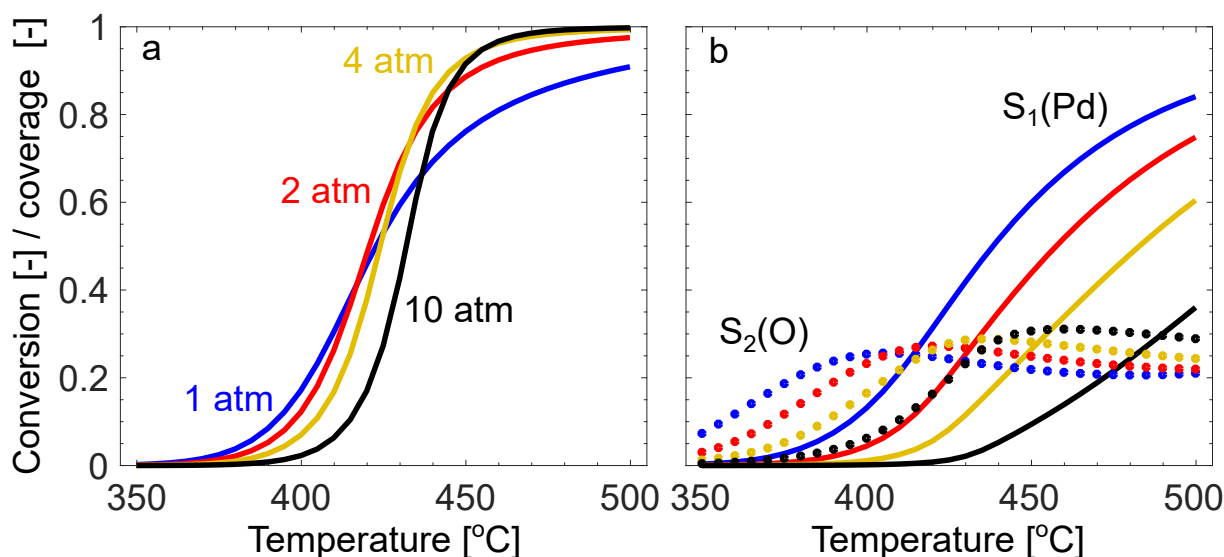 Conversion [-] / coverage [-]
1
0.8
0.6
0.4
0.2
0
a
4 atm
2 atm
10 atm
1 atm
350
400
450
500
Temperature [°C]
b
S₁(Pd)
S₂(O)
350
400
450
500
Temperature [°C]